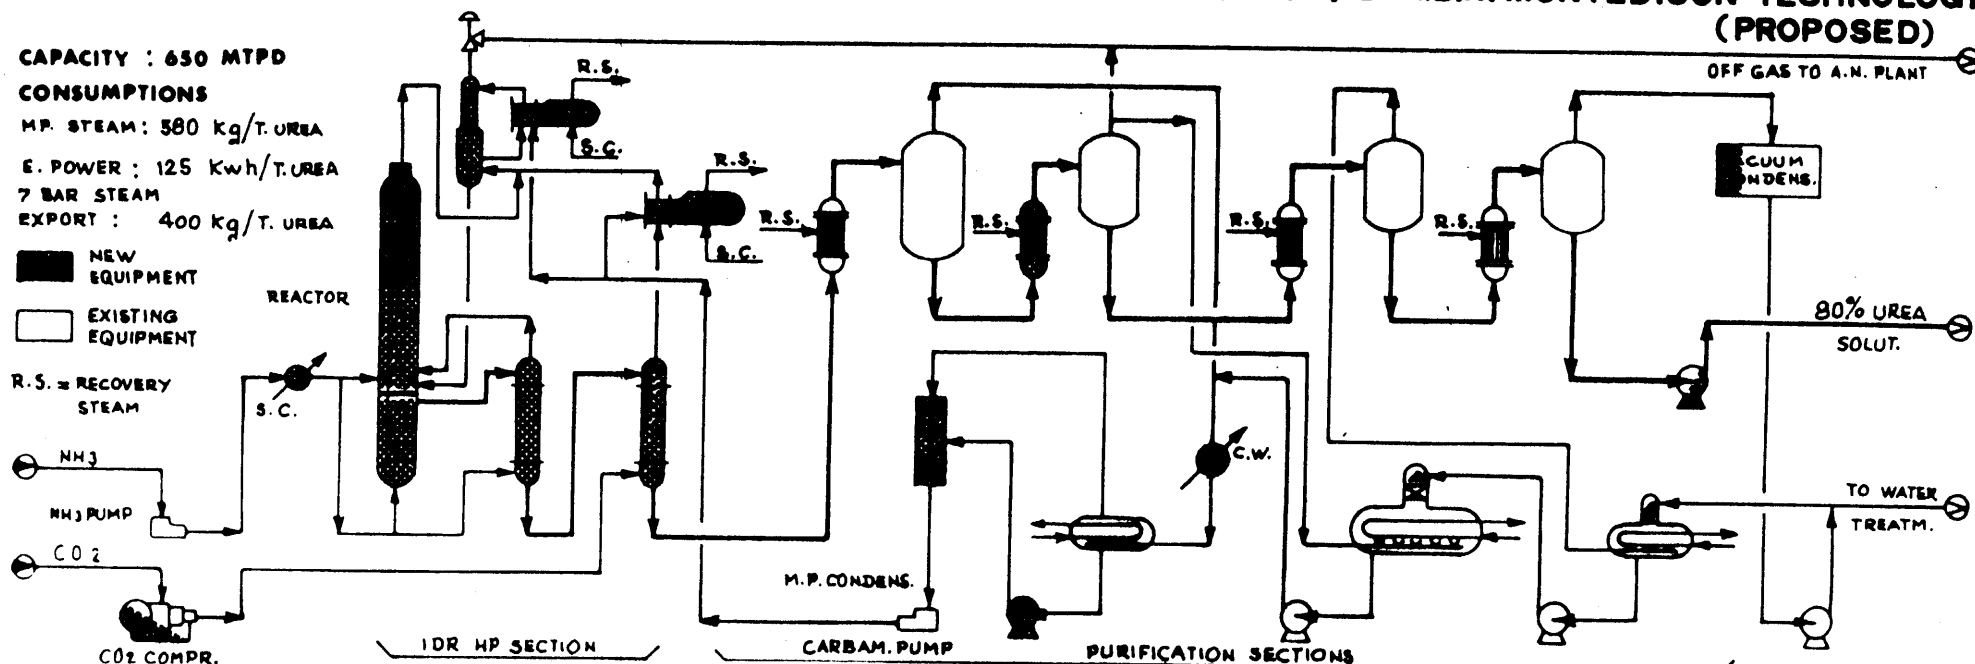 TECHNOLOGY
(PROPOSED)
CAPACITY : 650 MTPD
CONSUMPTIONS
MP. STEAM: 580 Kg/T. UREA
E. POWER : 125 Kwh/T. UREA
7 BAR STEAM
EXPORT : 400 Kg/T. UREA
NEW
EQUIPMENT
EXISTING
EQUIPMENT
R.S. = RECOVERY
STEAM
NH3
NH3 PUMP
CO2
CO2 COMPR.
REACTOR
S.C.
R.S.
S.C.
R.S.
S.C.
R.S.
R.S.
R.S.
R.S.
OFF GAS TO A.N. PLANT
80% UREA
SOLUT.
C.W.
TO WATER
TREATM.
M.P. CONDENS.
IDR HP SECTION
CARBAM. PUMP
PURIFICATION SECTIONS